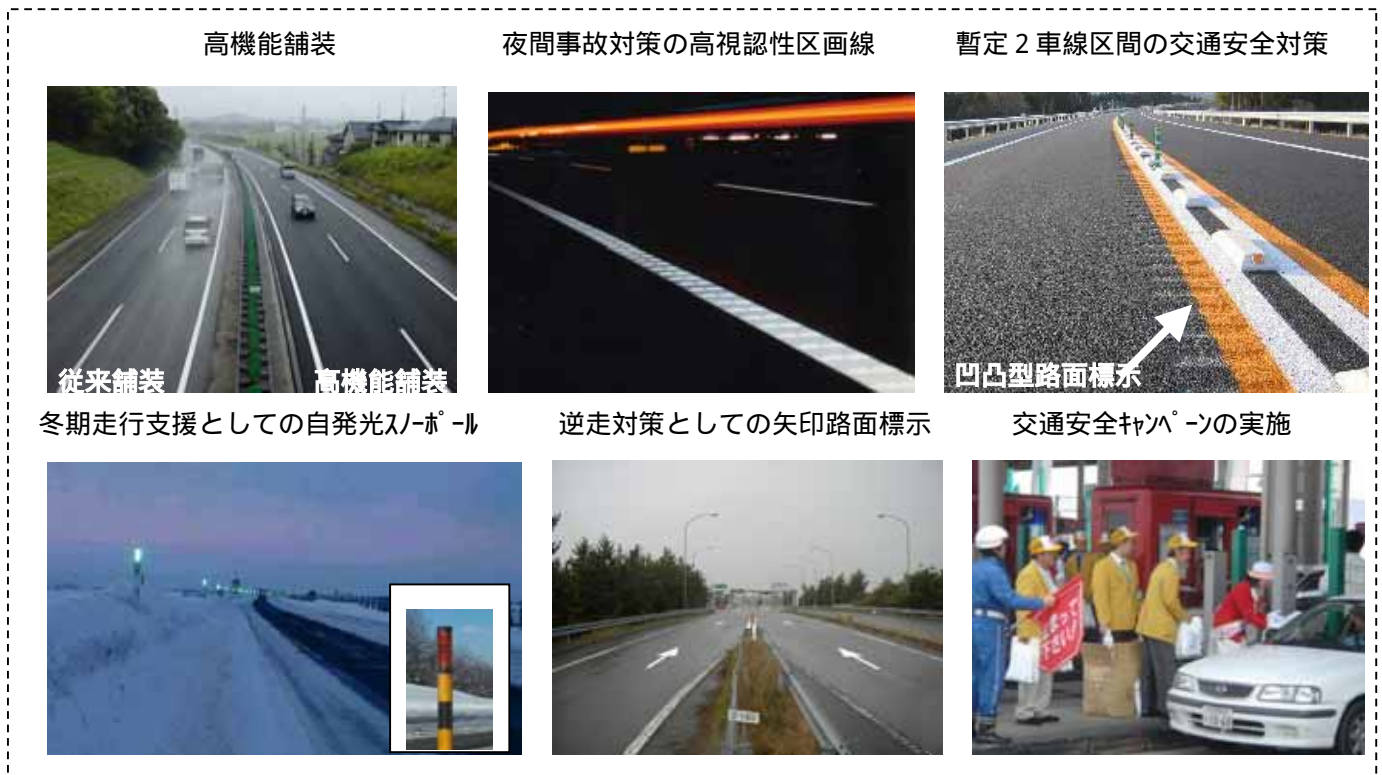 高機能舗装
夜間事故対策の高視認性区画線
暫定２車線区間の交通安全対策
従来舗装
高機能舗装
凹凸型路面標示
冬期走行支援としての自発光ｽﾉｰﾎﾟｰﾙ
逆走対策としての矢印路面標示
交通安全ｷｬﾝﾍﾟｰﾝの実施